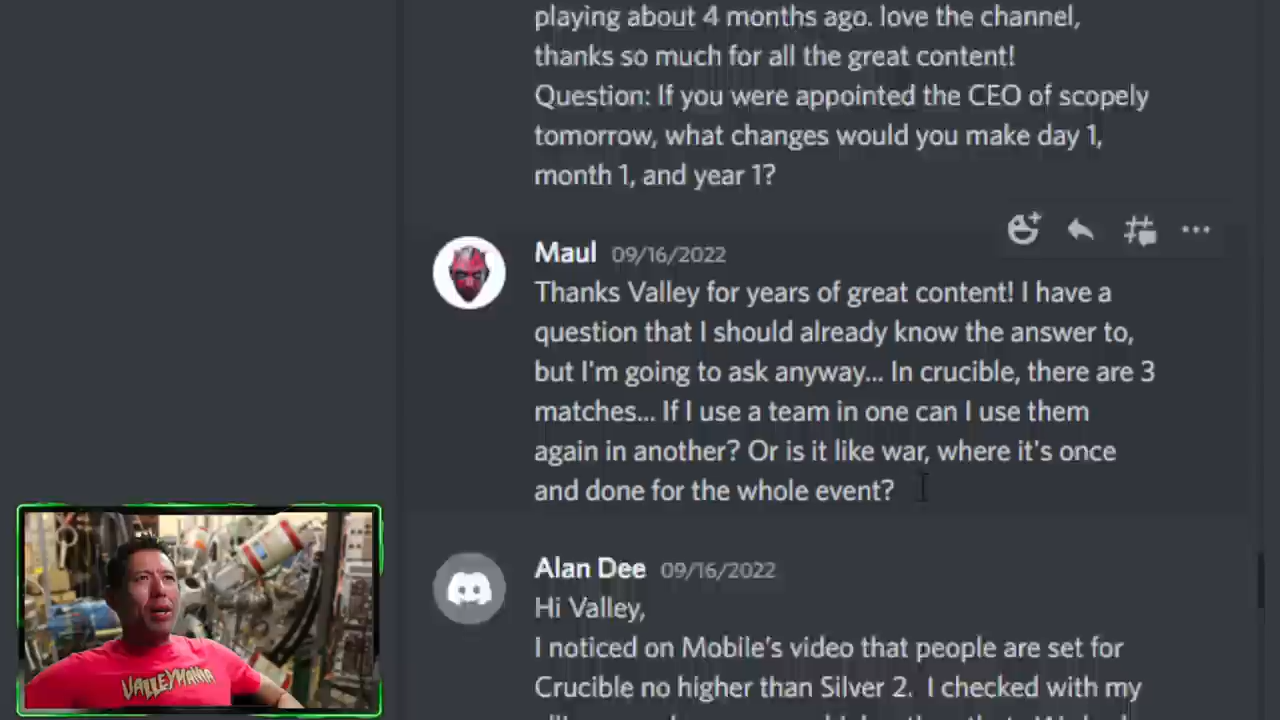 playing about 4 months ago. love the channel,
thanks so much for all the great content!
Question: If you were appointed the CEO of scopely
tomorrow, what changes would you make day 1,
month 1, and year 1?
Maul 09/16/2022
Thanks Valley for years of great content! I have a
question that I should already know the answer to,
but I'm going to ask anyway... In crucible, there are 3
matches... If I use a team in one can I use them
again in another? Or is it like war, where it's once
and done for the whole event?
Alan Dee 09/16/2022
Hi Valley,
I noticed on Mobile's video that people are set for
Crucible no higher than Silver 2. I checked with my
VALLEYMANIA